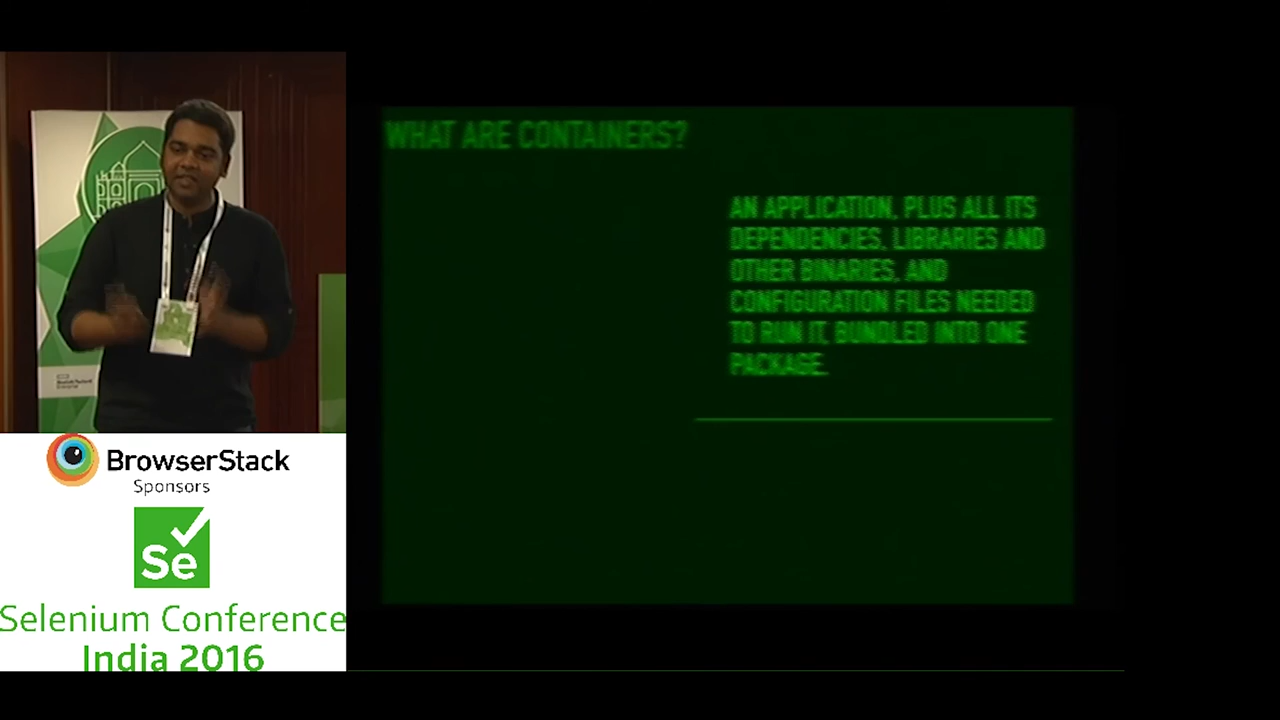 WHAT ARE CONTAINERS?
AN APPLICATION, PLUS ALL ITS
DEPENDENCIES, LIBRARIES AND
OTHER BINARIES, AND
CONFIGURATION FILES NEEDED
TO RUN IT, BUNDLED INTO ONE
PACKAGE.
BrowserStack
Sponsors
Se
Selenium Conference
India 2016